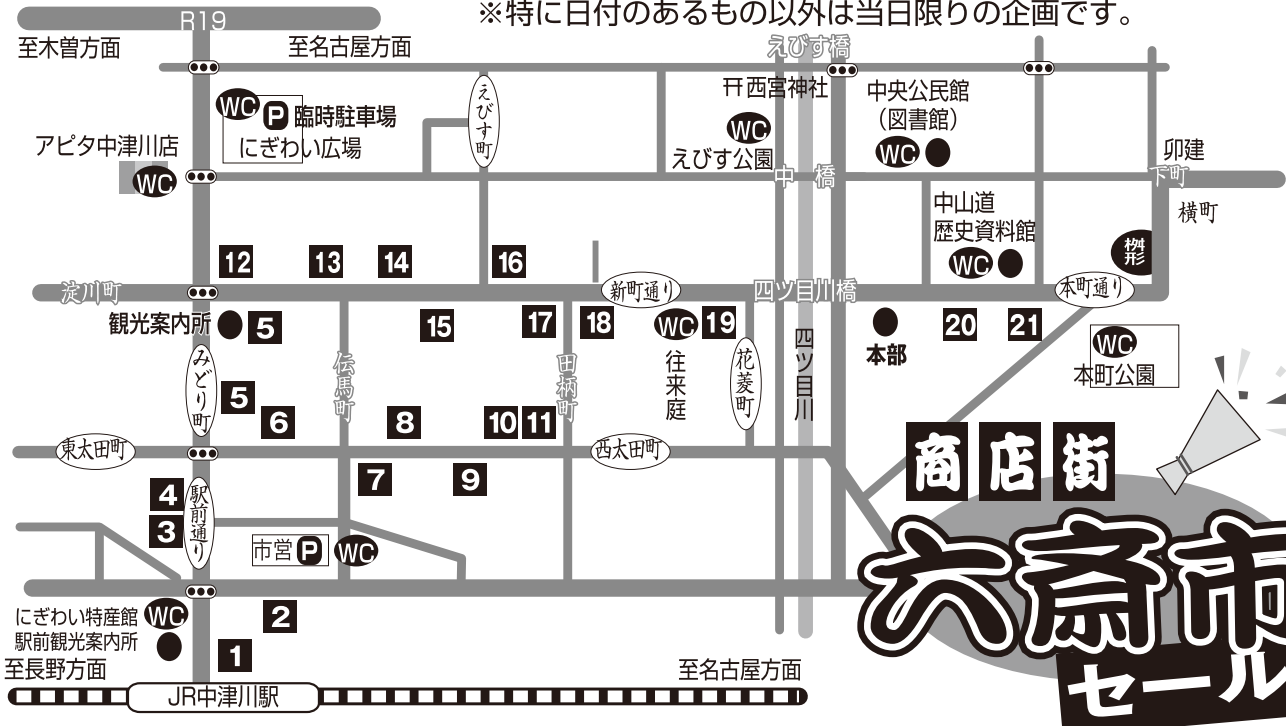 ※特に日付のあるもの以外は当日限りの企画です。
R19
至木曽方面
至名古屋方面
えびす橋
WC
P 臨時駐車場
にぎわい広場
えびす町
西宮神社
WC
えびす公園
中央公民館
(図書館)
WC
アピタ中津川店
WC
中橋
卯建
下町
横町
中山道
歴史資料館
WC
桝形
12
13
14
16
淀川町
新町通り
四ツ目川橋
本町通り
観光案内所
5
15
17
18
WC
往来庭
19
花菱町
四ツ目川
本部
20
21
WC
本町公園
みどり町
5
6
伝馬町
8
10
11
田柄町
東太田町
西太田町
7
9
4
3
駅前通り
市営 P
WC
にぎわい特産館
駅前観光案内所
WC
2
1
至長野方面
至名古屋方面
JR中津川駅
商店街
六斎市
セール